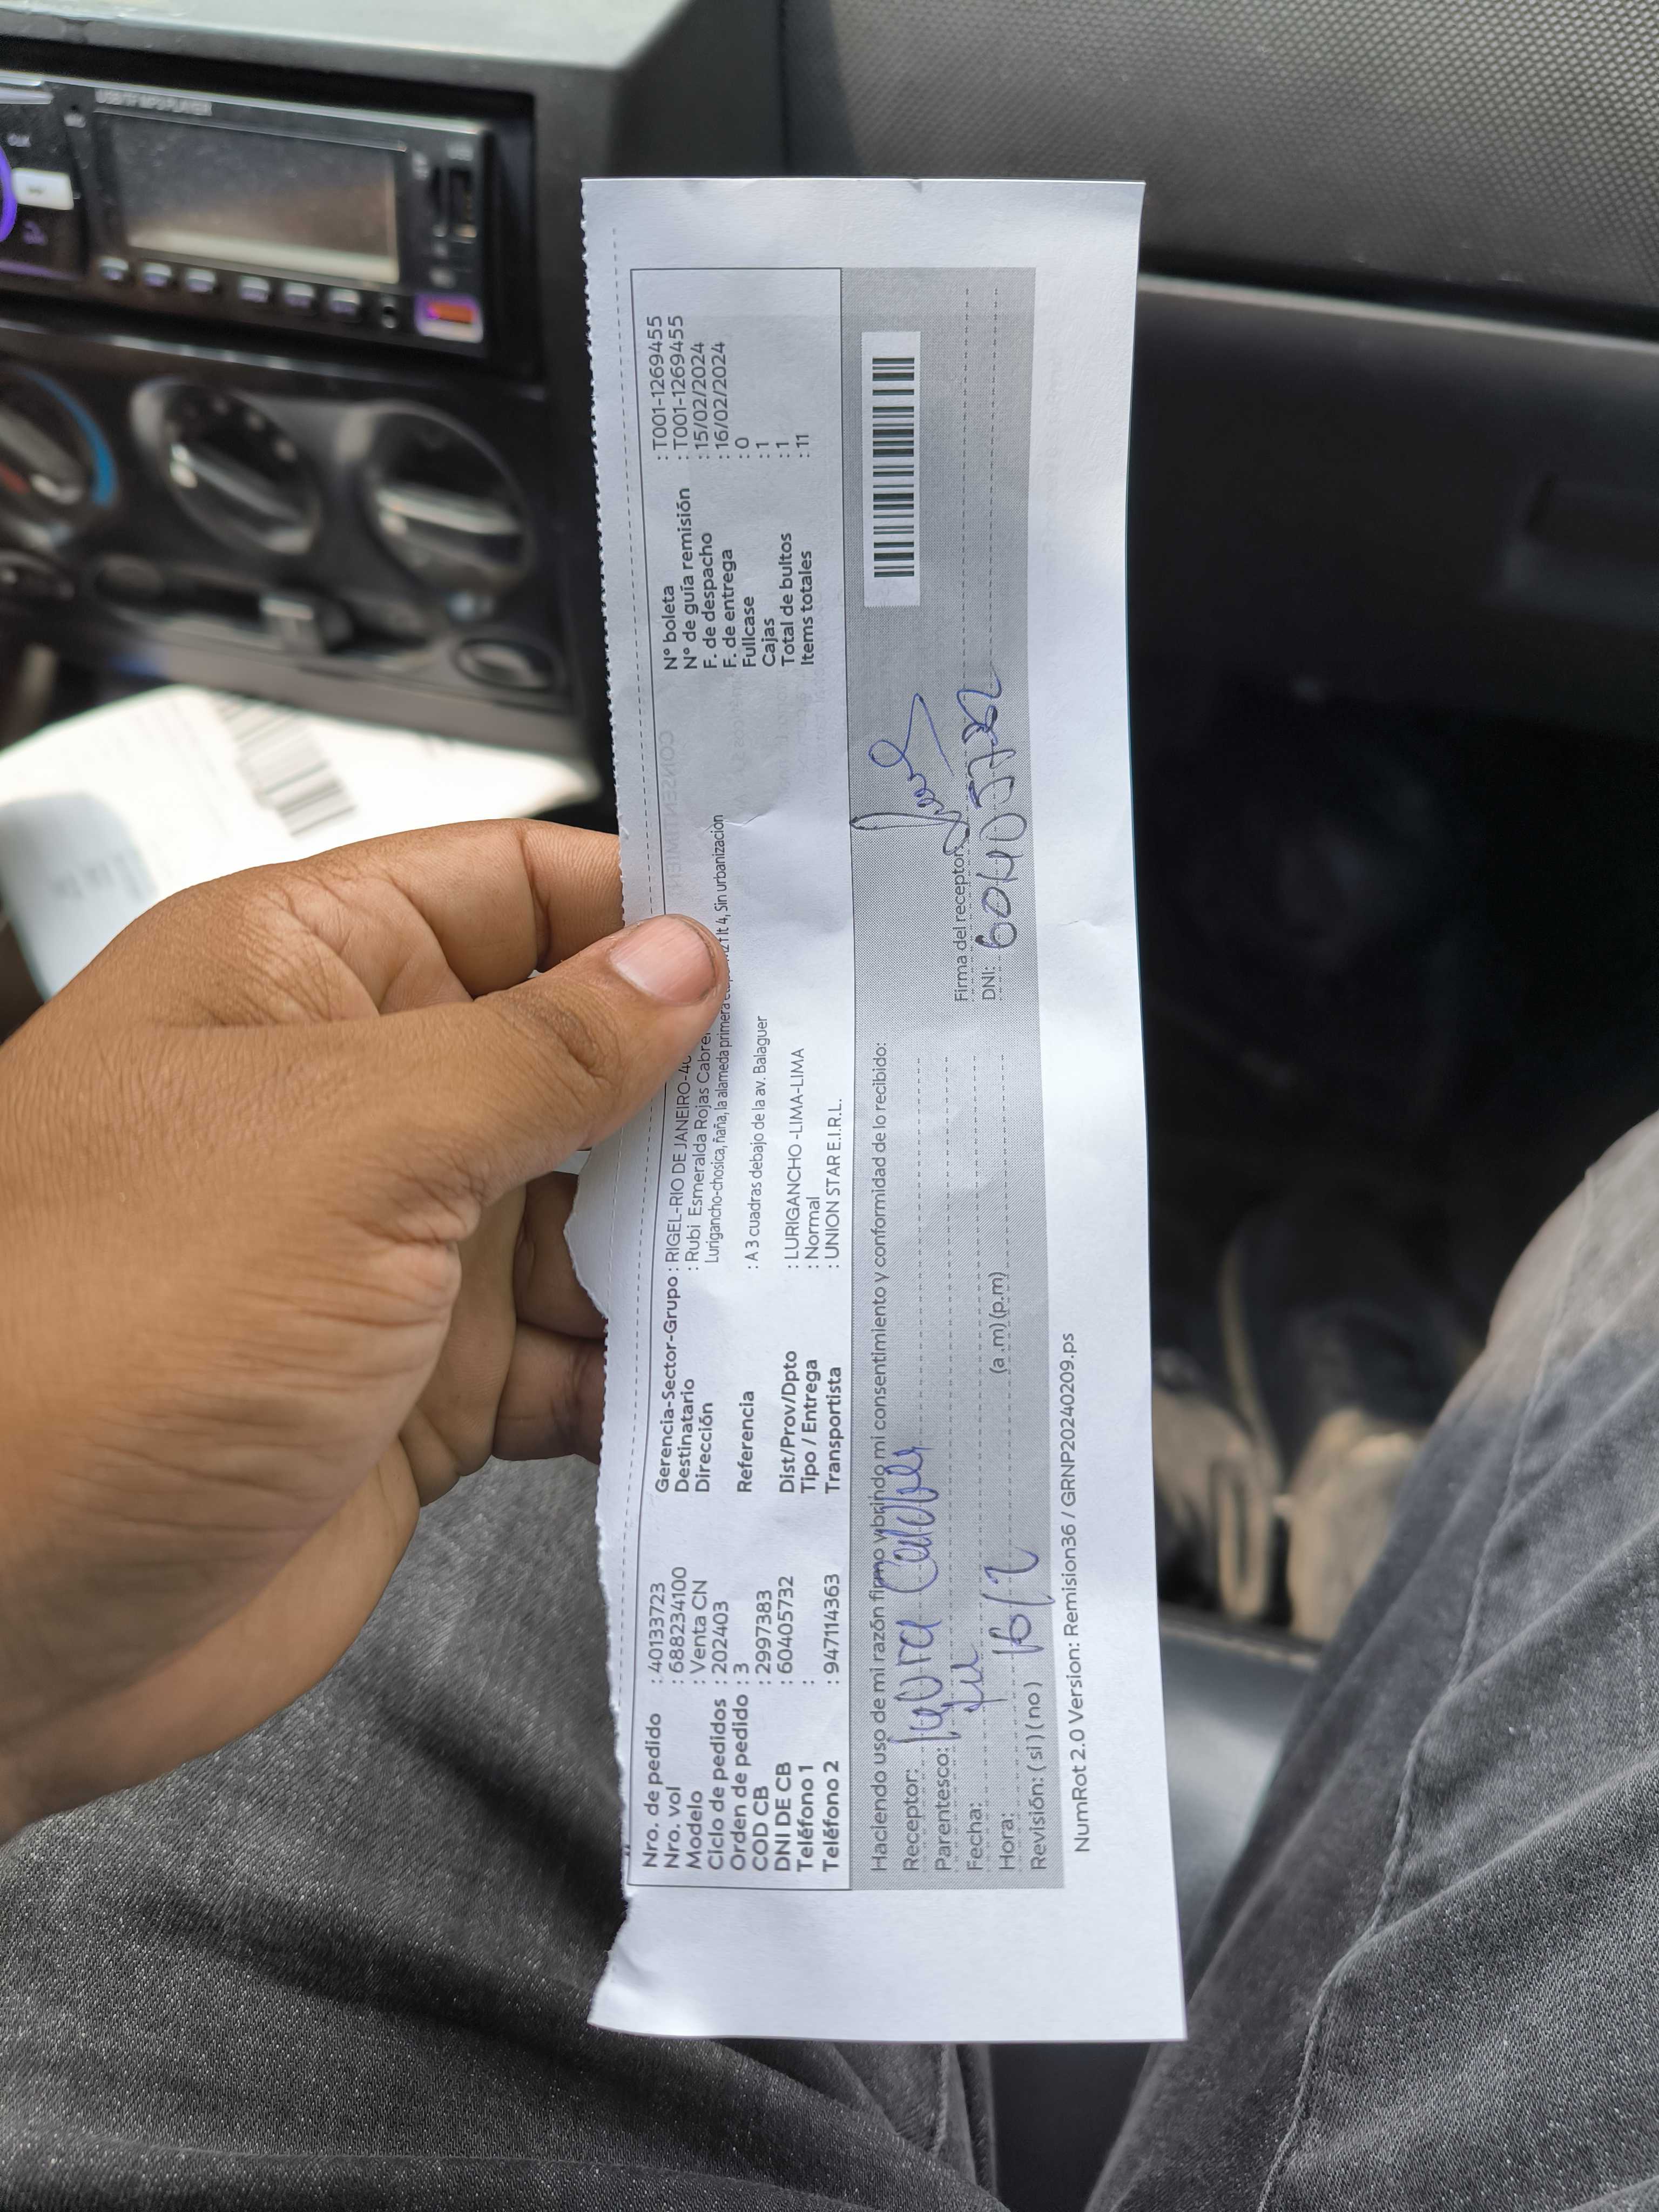 Nro. de pedido : 40133723
Nro. vol : 688234100
Modelo : Venta CN
Ciclo de pedidos : 202403
Orden de pedido : 3
COD CB : 2997383
DNI DE CB : 60405732
Teléfono 1 :
Teléfono 2 : 947114363
Gerencia-Sector-Grupo : RIGEL-RIO DE JANEIRO-40
Destinatario : Rubi Esmeralda Rojas Cabre
Dirección Lurigancho-chosica, ñaña, la alameda primera lt 4, Sin urbanizacion
Referencia : A 3 cuadras debajo de la av. Balaguer
Dist/Prov/Dpto : LURIGANCHO-LIMA-LIMA
Tipo / Entrega : Normal
Transportista : UNION STAR E.I.R.L.
N° boleta : T001-1269455
N° de guía remisión : T001-1269455
F. de despacho : 15/02/2024
F. de entrega : 16/02/2024
Fullcase : 0
Cajas : 1
Total de bultos : 1
Items totales : 11
Haciendo uso de mi razón firmo y brindo mi consentimiento y conformidad de lo recibido:
Receptor:
Parentesco:
Fecha: 16/2
Hora: (a .m) (p.m)
Revisión: ( si ) ( no )
Firma del receptor
DNI:
NumRot 2.0 Version: Remision36 / GRNP20240209.ps